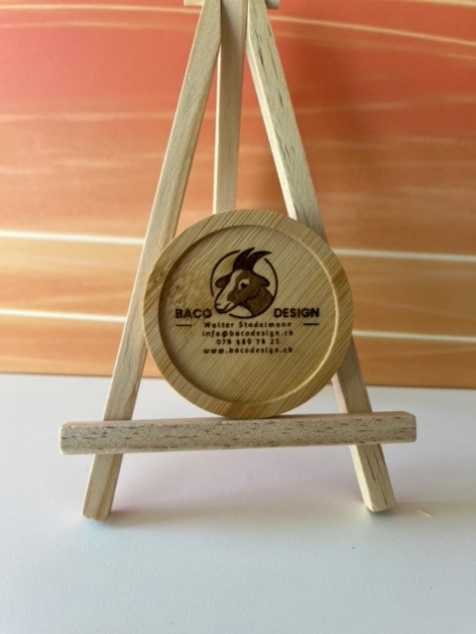 BACO DESIGN
Walter Stadelmann
info@bacodesign.ch
www.bacodesign.ch